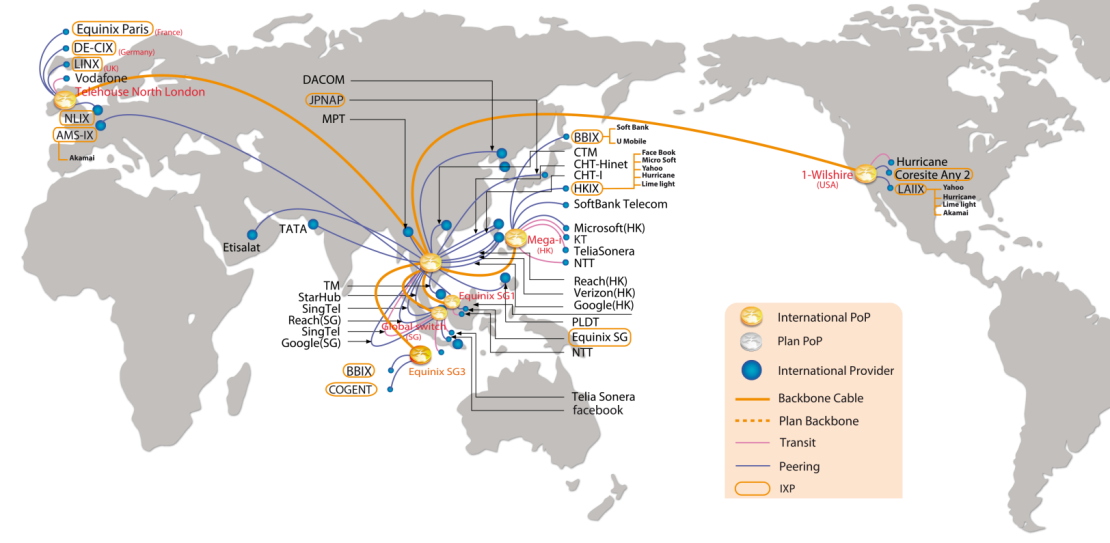 Equinix Paris (France)
DE-CIX (Germany)
LINX (UK)
Vodafone
Telehouse North London
NLIX
AMS-IX
Akamai
Etisalat
TATA
DACOM
JPNAP
MPT
BBIX
Soft Bank
U Mobile
CTM
CHT-Hinet
CHT-I
HKIX
Face Book
Micro Soft
Yahoo
Hurricane
Lime light
SoftBank Telecom
Mega-I
(HK)
Microsoft(HK)
KT
TeliaSonera
NTT
Reach(HK)
Verizon(HK)
Google(HK)
PLDT
Equinix SG
NTT
Telia Sonera
facebook
TM
StarHub
SingTel
Reach(SG)
SingTel
Google(SG)
Equinix SG1
Global switch
(SG)
Equinix SG3
BBIX
COGENT
1-Wilshire
(USA)
Hurricane
Coresite Any 2
LAIIX
Yahoo
Hurricane
Lime light
Akamai
International PoP
Plan PoP
International Provider
Backbone Cable
Plan Backbone
Transit
Peering
IXP